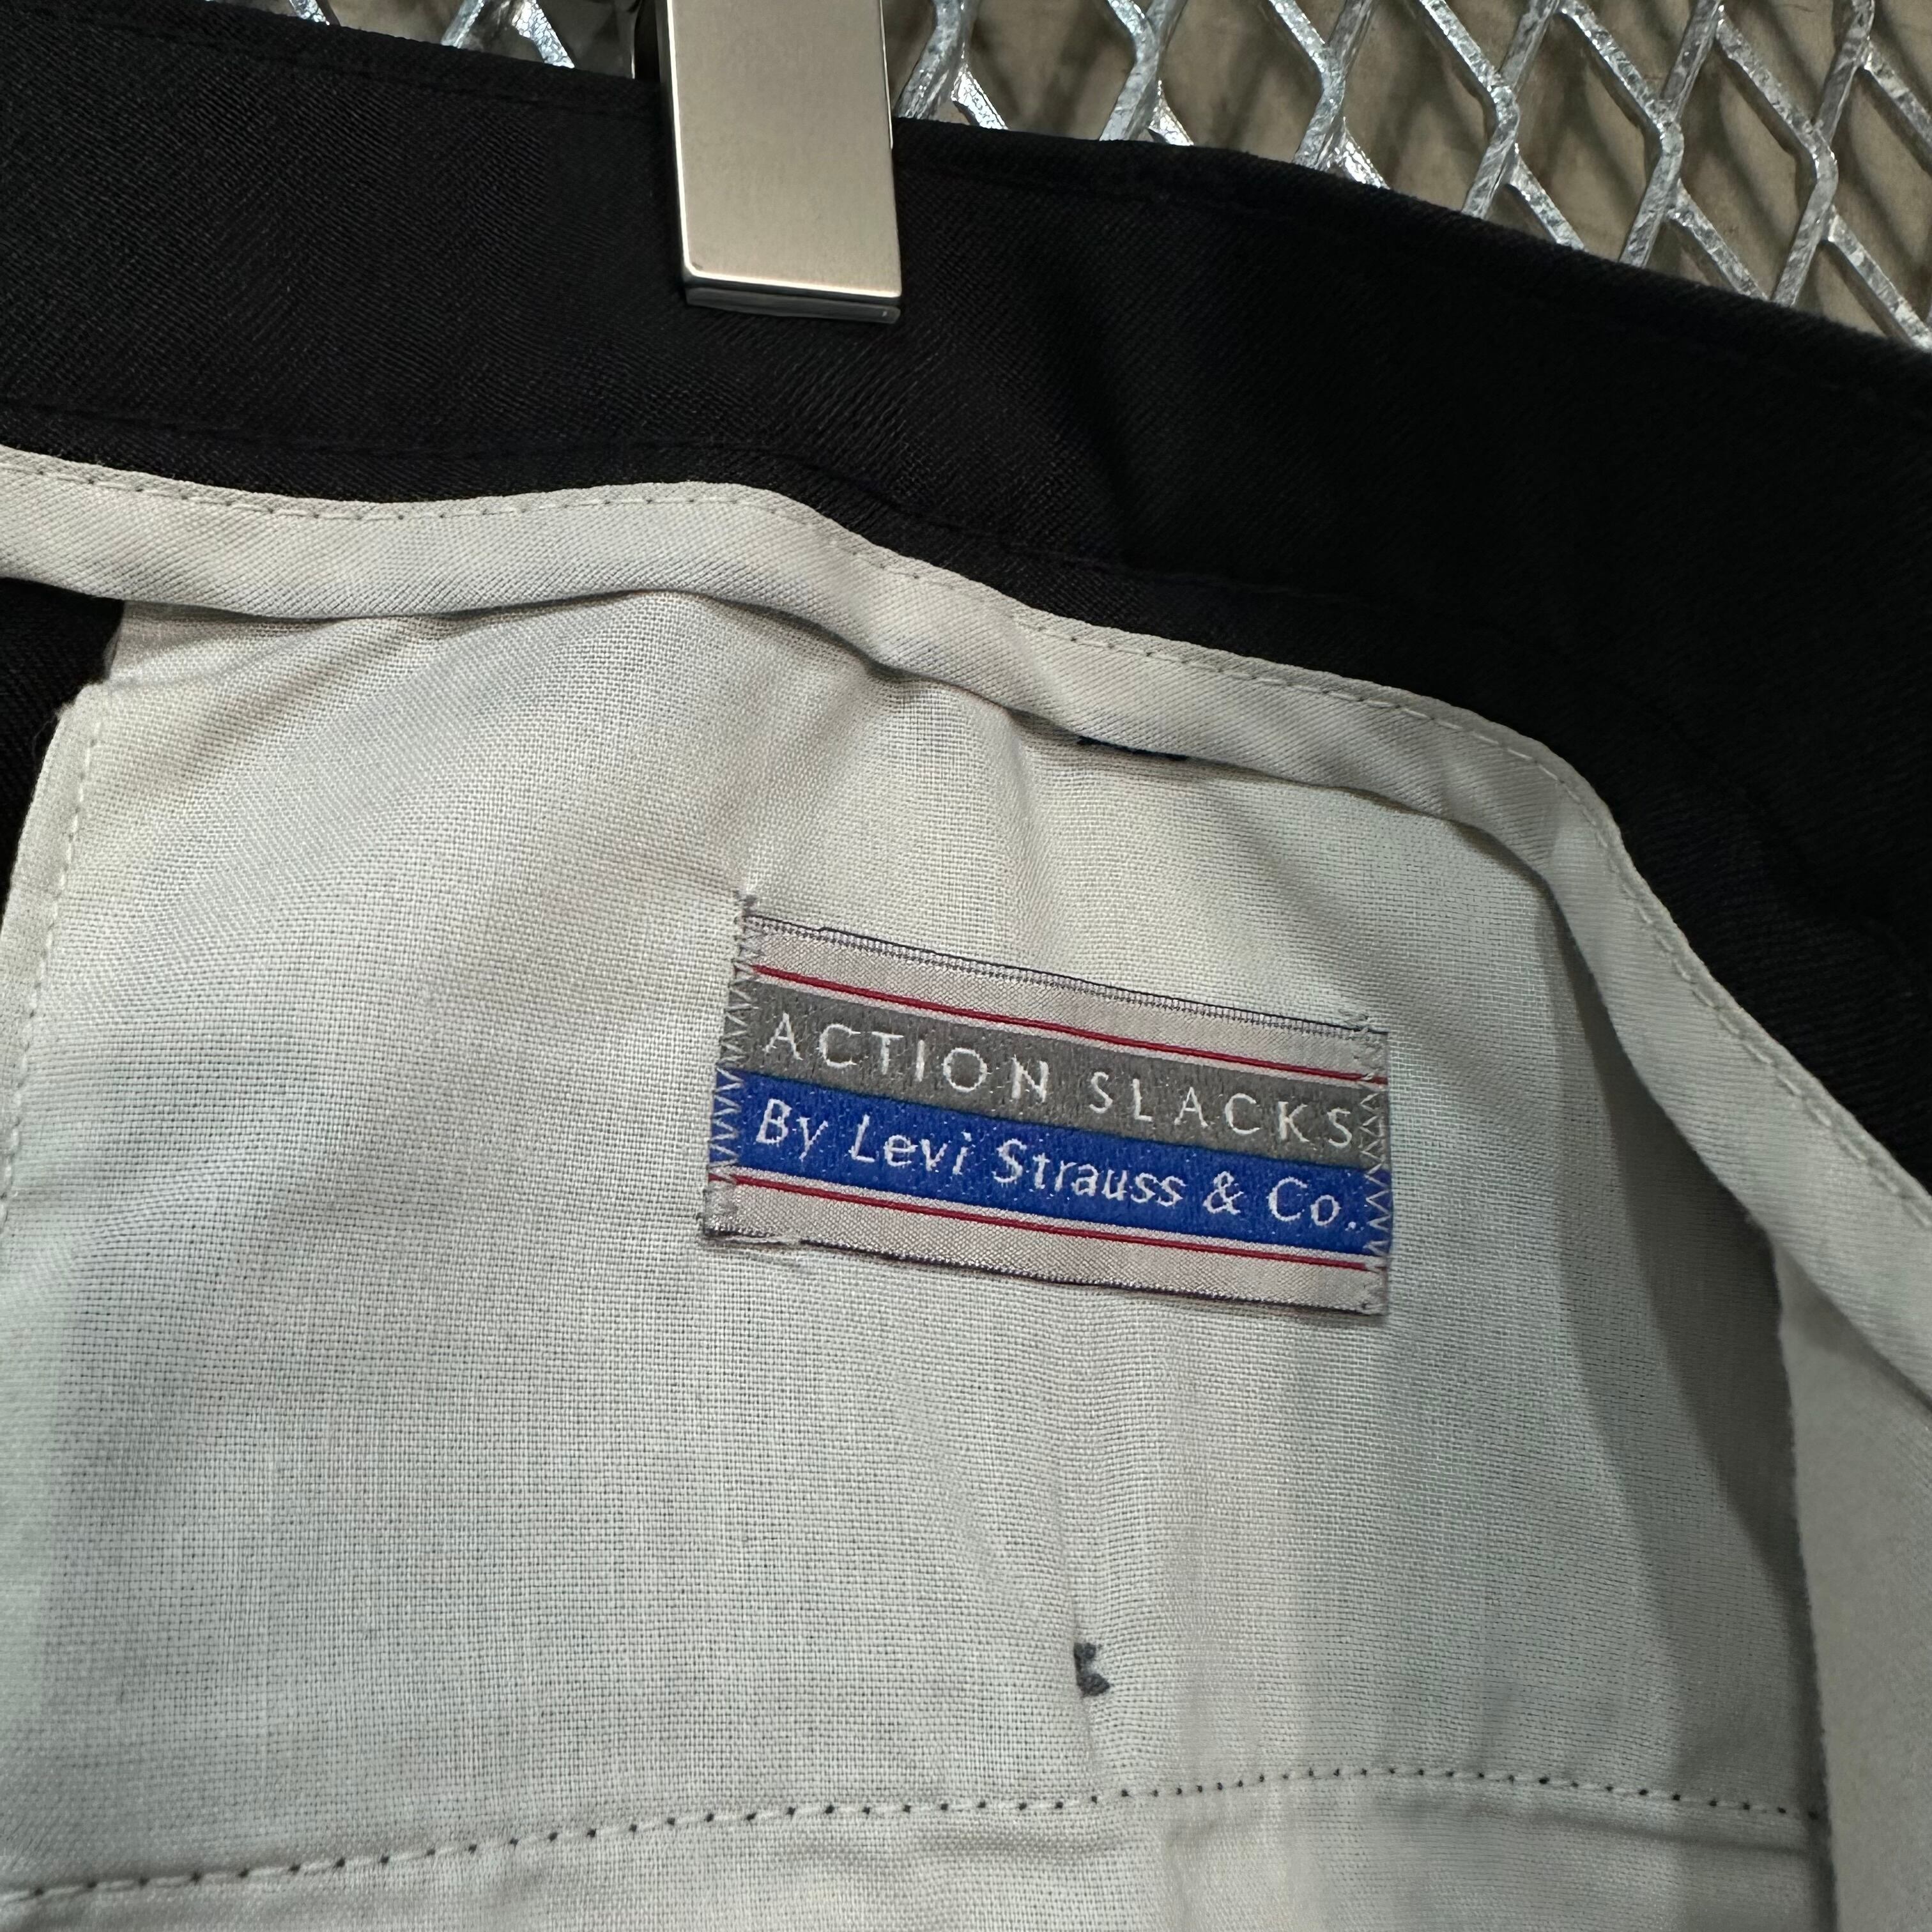 ACTION SLACKS
By Levi Strauss & Co.